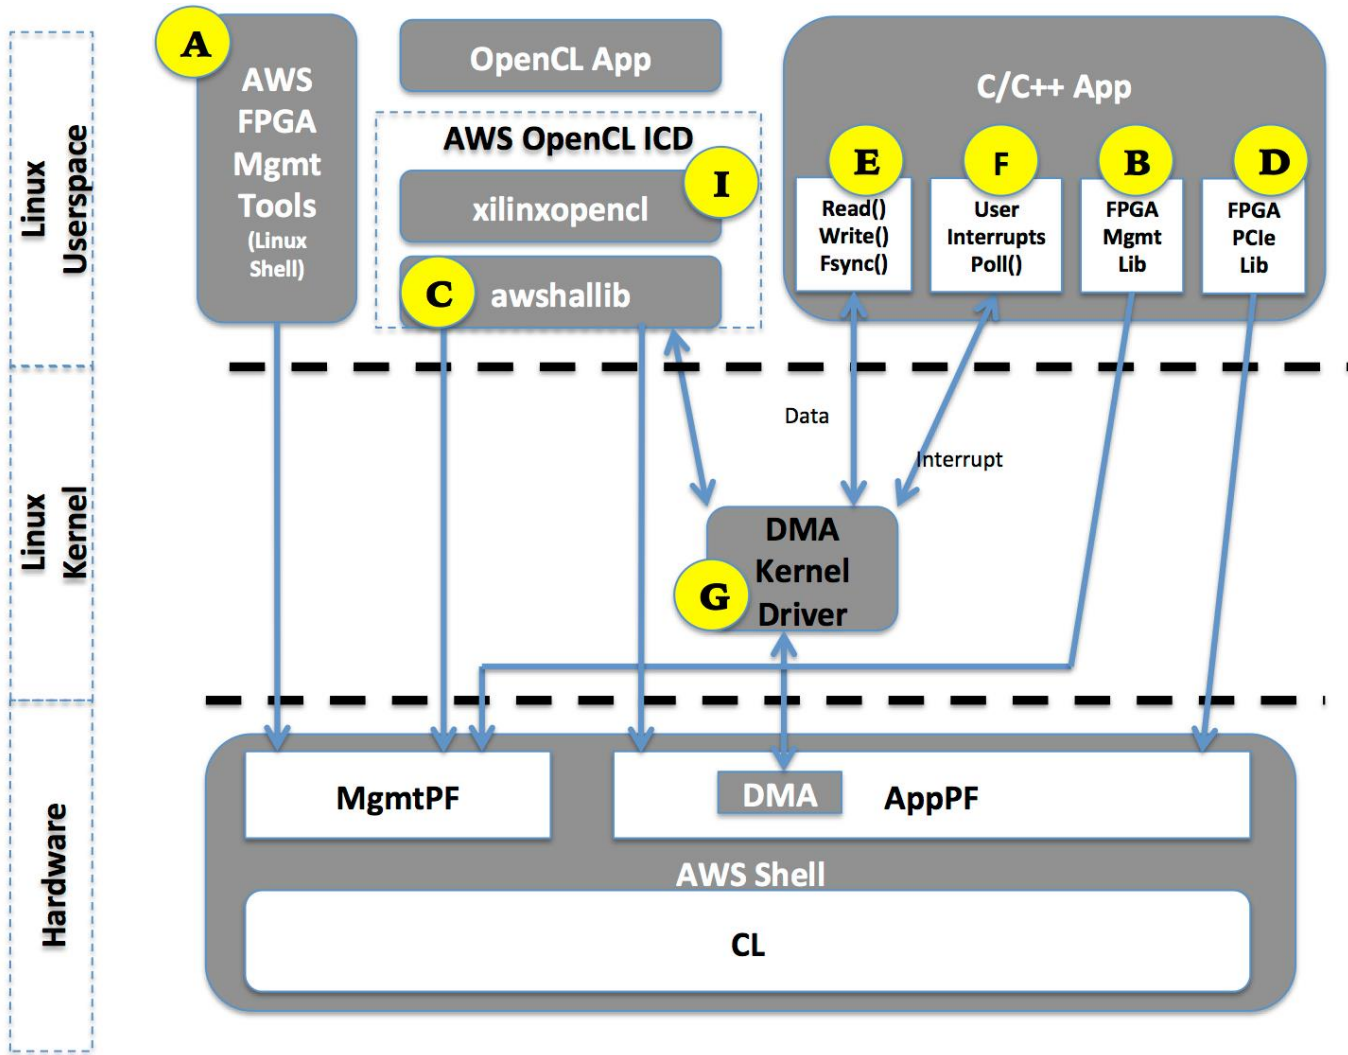 Linux
Userspace
A
AWS
FPGA
Mgmt
Tools
(Linux
Shell)
OpenCL App
AWS OpenCL ICD
I
xilinxopencl
C
awshallib
C/C++ App
E
Read()
Write()
Fsync()
F
User
Interrupts
Poll()
B
FPGA
Mgmt
Lib
D
FPGA
PCIe
Lib
Linux
Kernel
Data
Interrupt
DMA
Kernel
Driver
G
Hardware
MgmtPF
DMA
AppPF
AWS Shell
CL